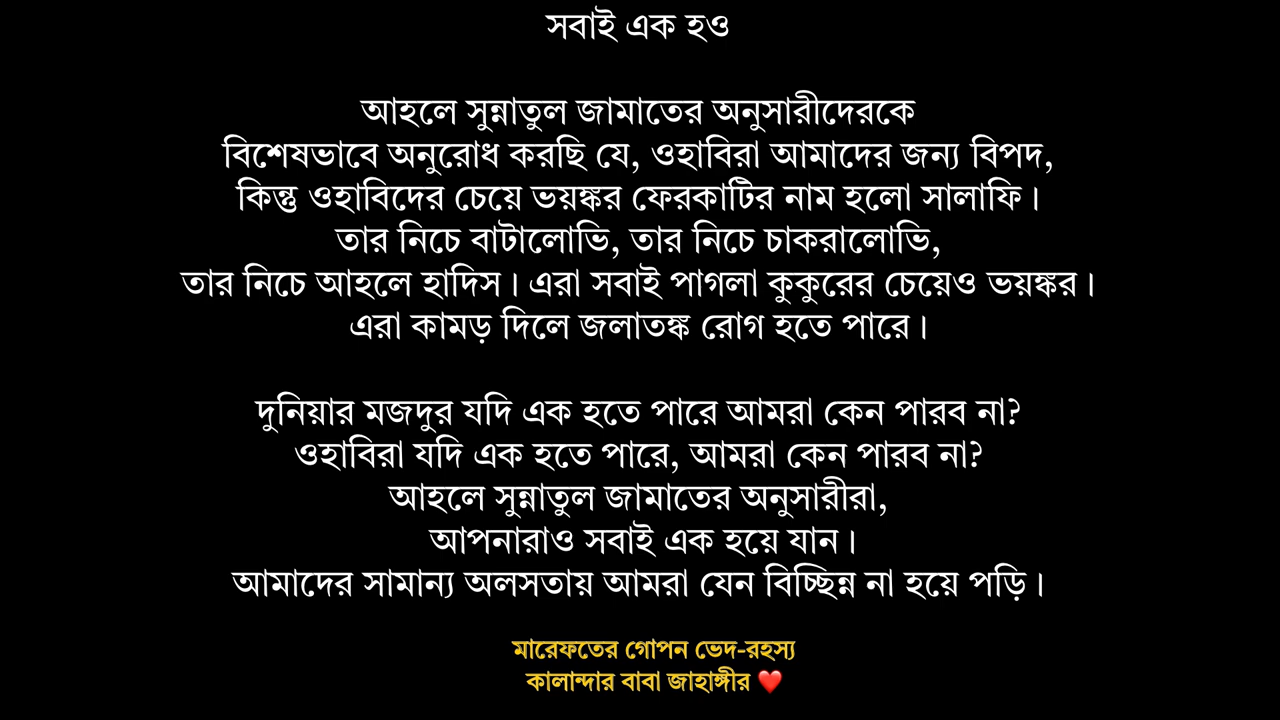 সবাই এক হও
আহলে সুন্নাতুল জামাতের অনুসারীদেরকে
বিশেষভাবে অনুরোধ করছি যে, ওহাবিরা আমাদের জন্য বিপদ,
কিন্তু ওহাবিদের চেয়ে ভয়ঙ্কর ফেরকাটির নাম হলো সালাফি।
তার নিচে বাটালোভি, তার নিচে চাকরালোভি,
তার নিচে আহলে হাদিস। এরা সবাই পাগলা কুকুরের চেয়েও ভয়ঙ্কর।
এরা কামড় দিলে জলাতঙ্ক রোগ হতে পারে।
দুনিয়ার মজদুর যদি এক হতে পারে আমরা কেন পারব না?
ওহাবিরা যদি এক হতে পারে, আমরা কেন পারব না?
আহলে সুন্নাতুল জামাতের অনুসারীরা,
আপনারাও সবাই এক হয়ে যান।
আমাদের সামান্য অলসতায় আমরা যেন বিচ্ছিন্ন না হয়ে পড়ি।
মারেফতের গোপন ভেদ-রহস্য
কালান্দার বাবা জাহাঙ্গীর ❤️